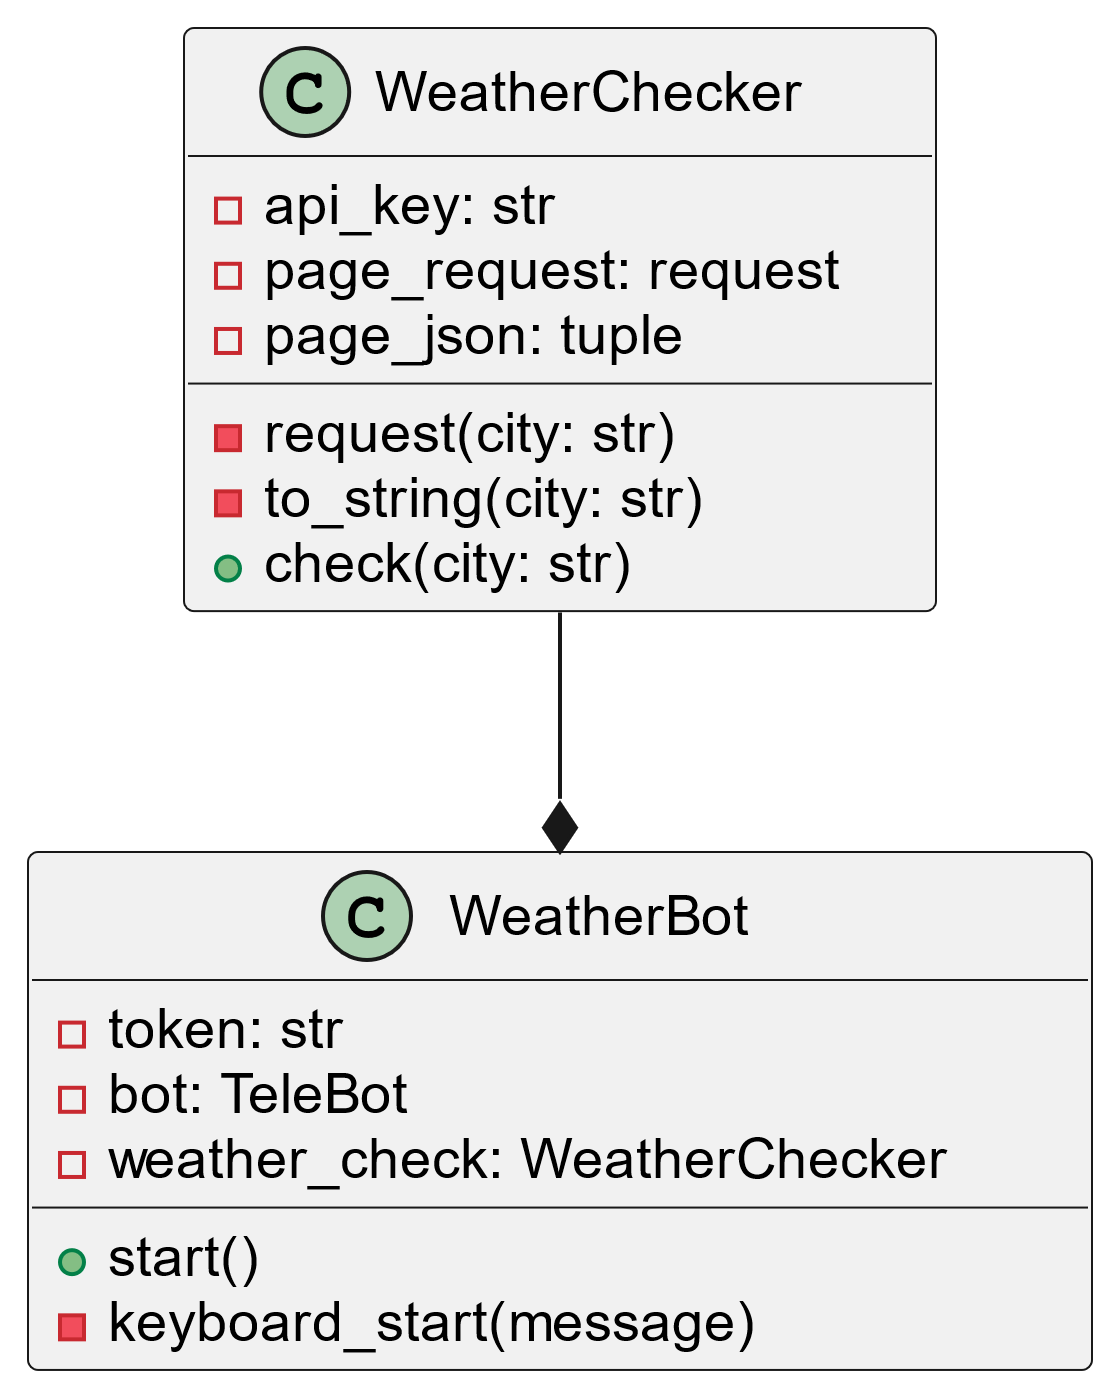 C WeatherChecker
api_key: str
page_request: request
page_json: tuple
request(city: str)
to_string(city: str)
check(city: str)
C WeatherBot
token: str
bot: TeleBot
weather_check: WeatherChecker
start()
keyboard_start(message)